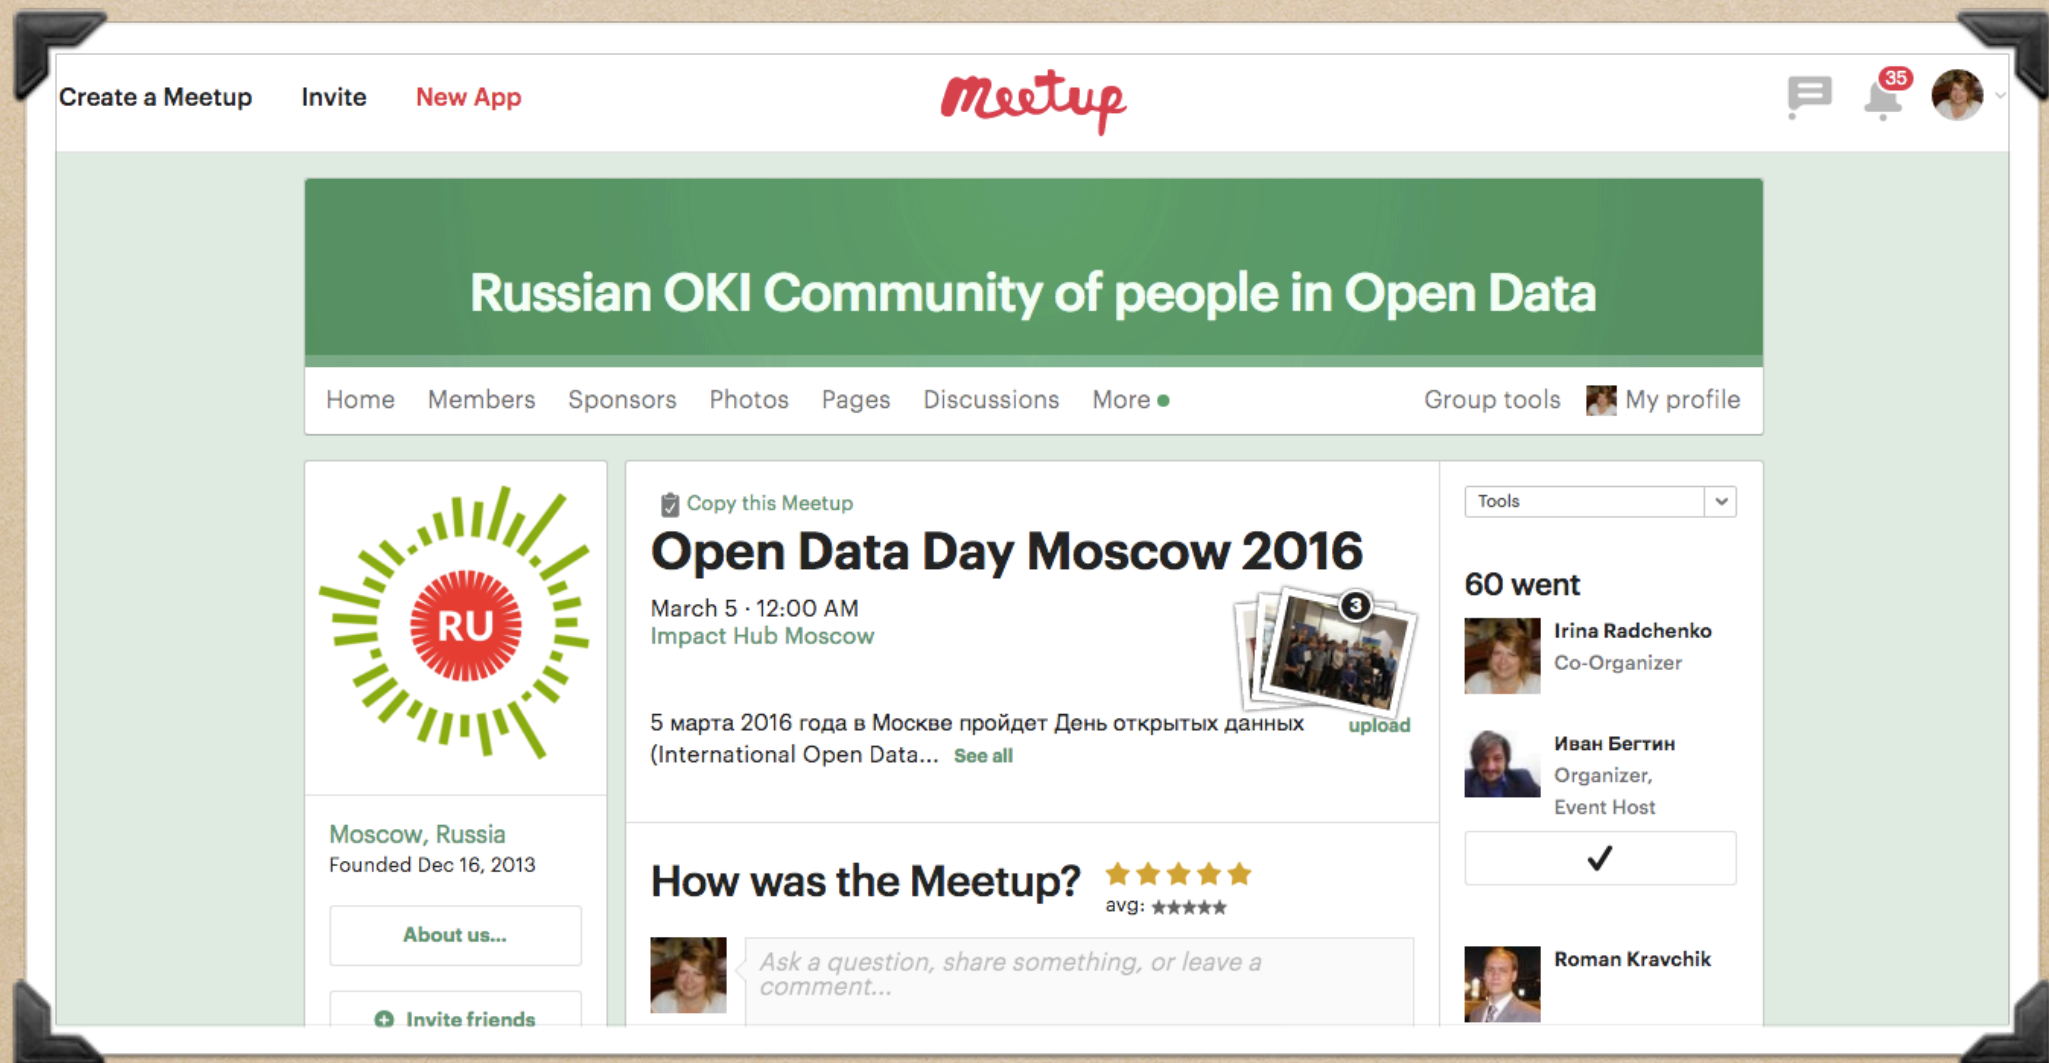 Create a Meetup
Invite
New App
Meetup
35
Russian OKI Community of people in Open Data
Home
Members
Sponsors
Photos
Pages
Discussions
More
Group tools
My profile
RU
Moscow, Russia
Founded Dec 16, 2013
About us...
Invite friends
Copy this Meetup
Open Data Day Moscow 2016
March 5 · 12:00 AM
Impact Hub Moscow
3
5 марта 2016 года в Москве пройдет День открытых данных
(International Open Data... See all
upload
How was the Meetup?
avg:
Ask a question, share something, or leave a
comment...
Tools
60 went
Irina Radchenko
Co-Organizer
Иван Бегтин
Organizer,
Event Host
Roman Kravchik